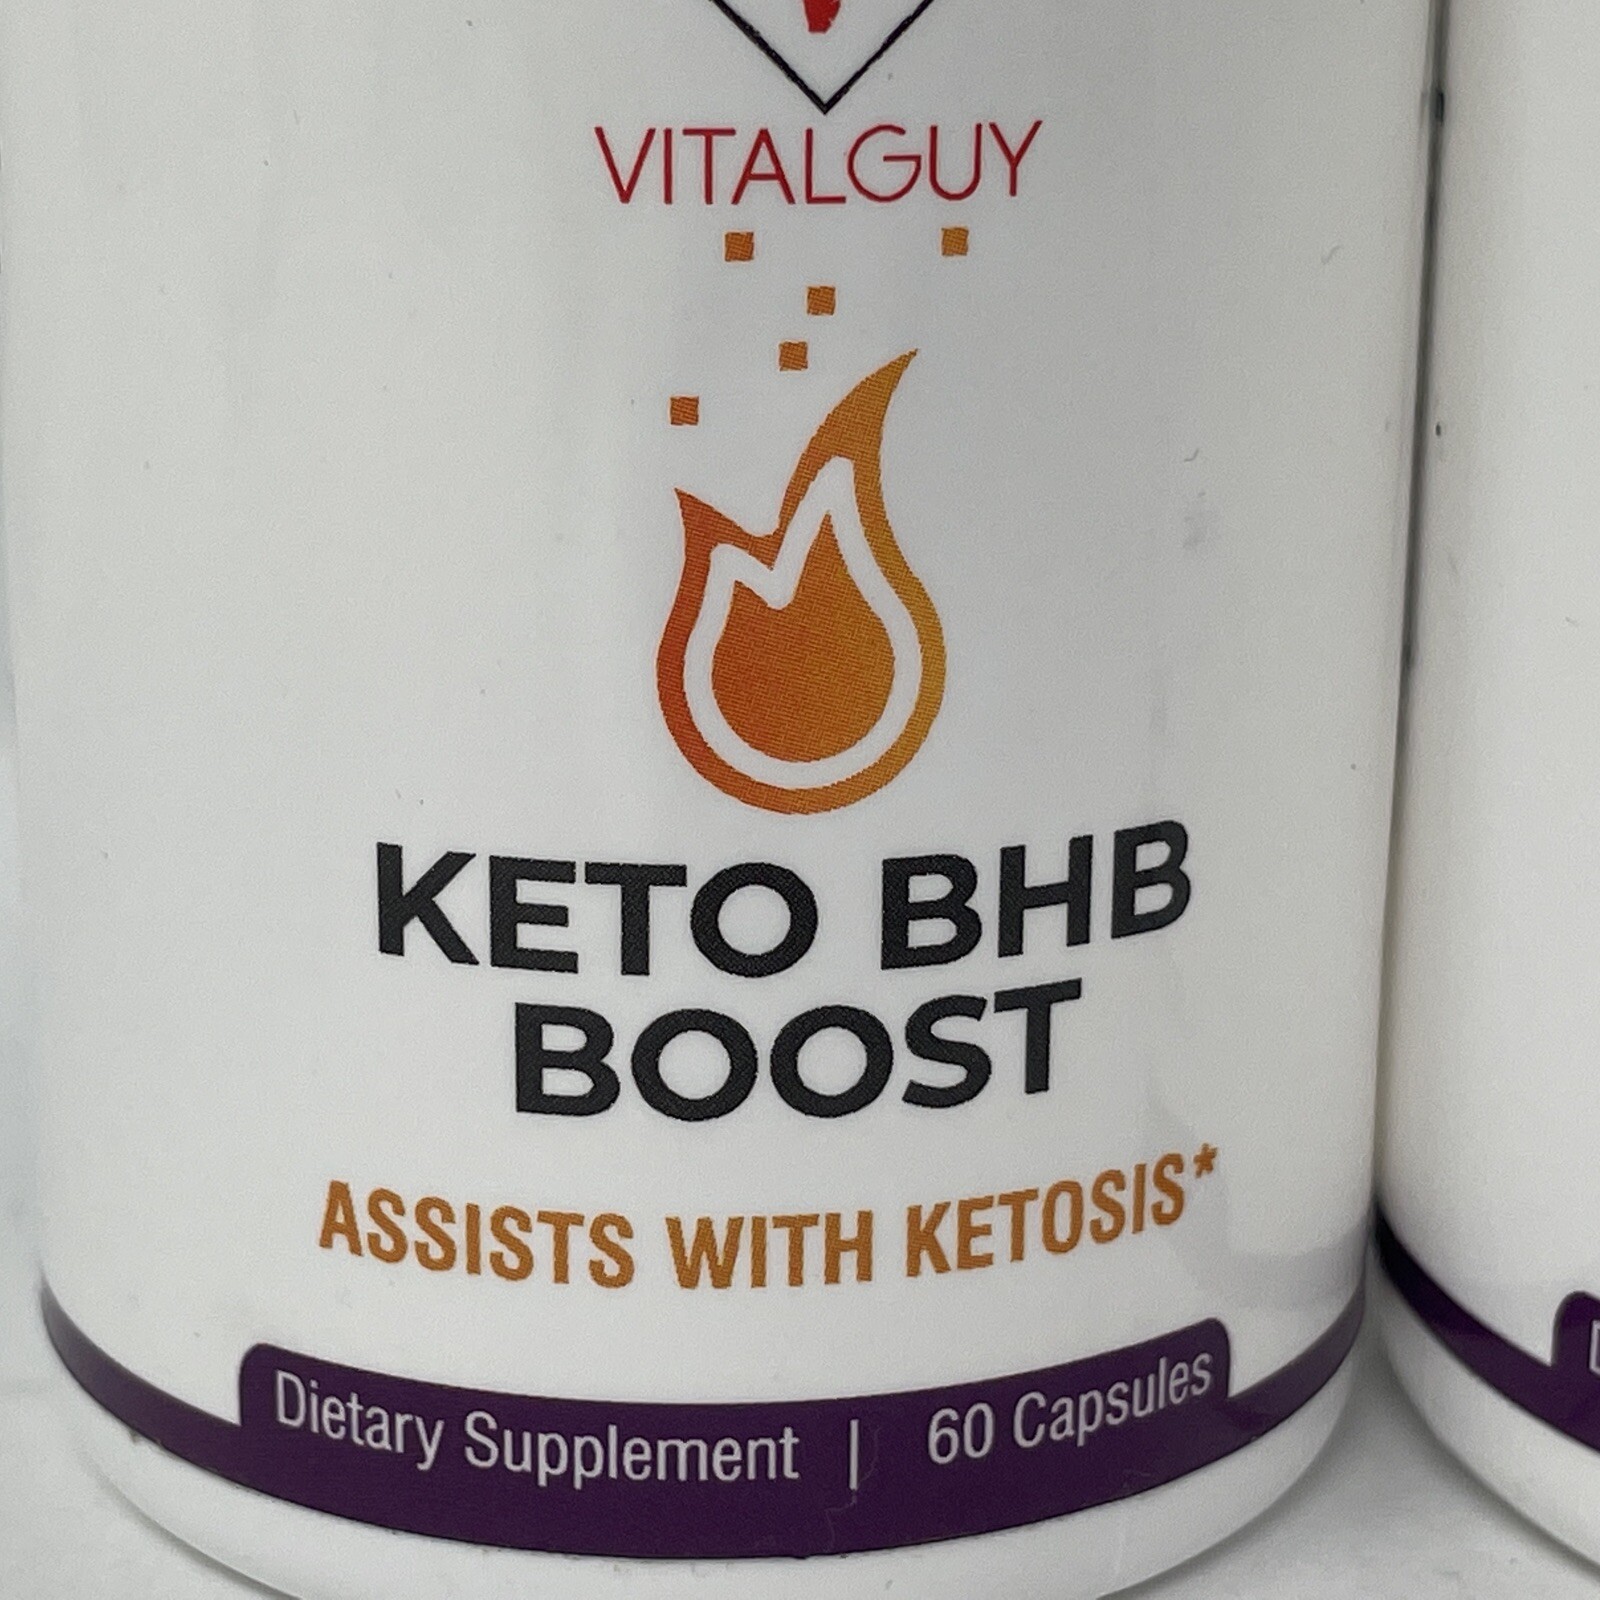 VITALGUY
KETO BHB
BOOST
ASSISTS WITH KETOSIS*
Dietary Supplement | 60 Capsules